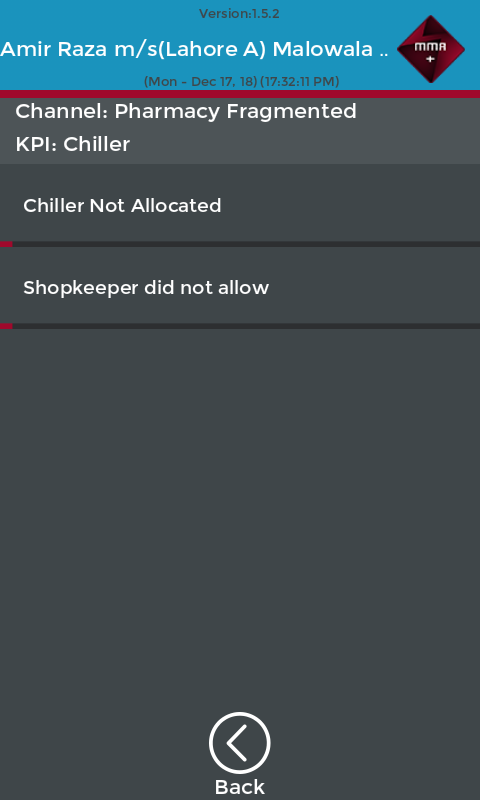 Version:1.5.2
Amir Raza m/s(Lahore A) Malowala ..
MMA
+
(Mon - Dec 17, 18) (17:32:11 PM)
Channel: Pharmacy Fragmented
KPI: Chiller
Chiller Not Allocated
Shopkeeper did not allow
Back